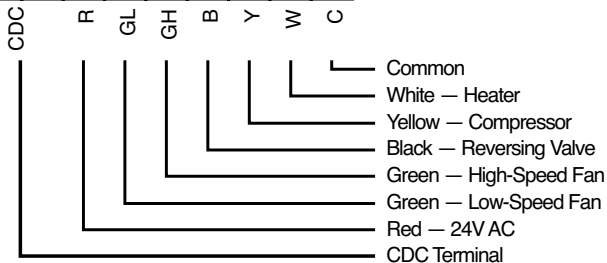 CDC R GL GH B Y W C
Common
White — Heater
Yellow — Compressor
Black — Reversing Valve
Green — High-Speed Fan
Green — Low-Speed Fan
Red — 24V AC
CDC Terminal